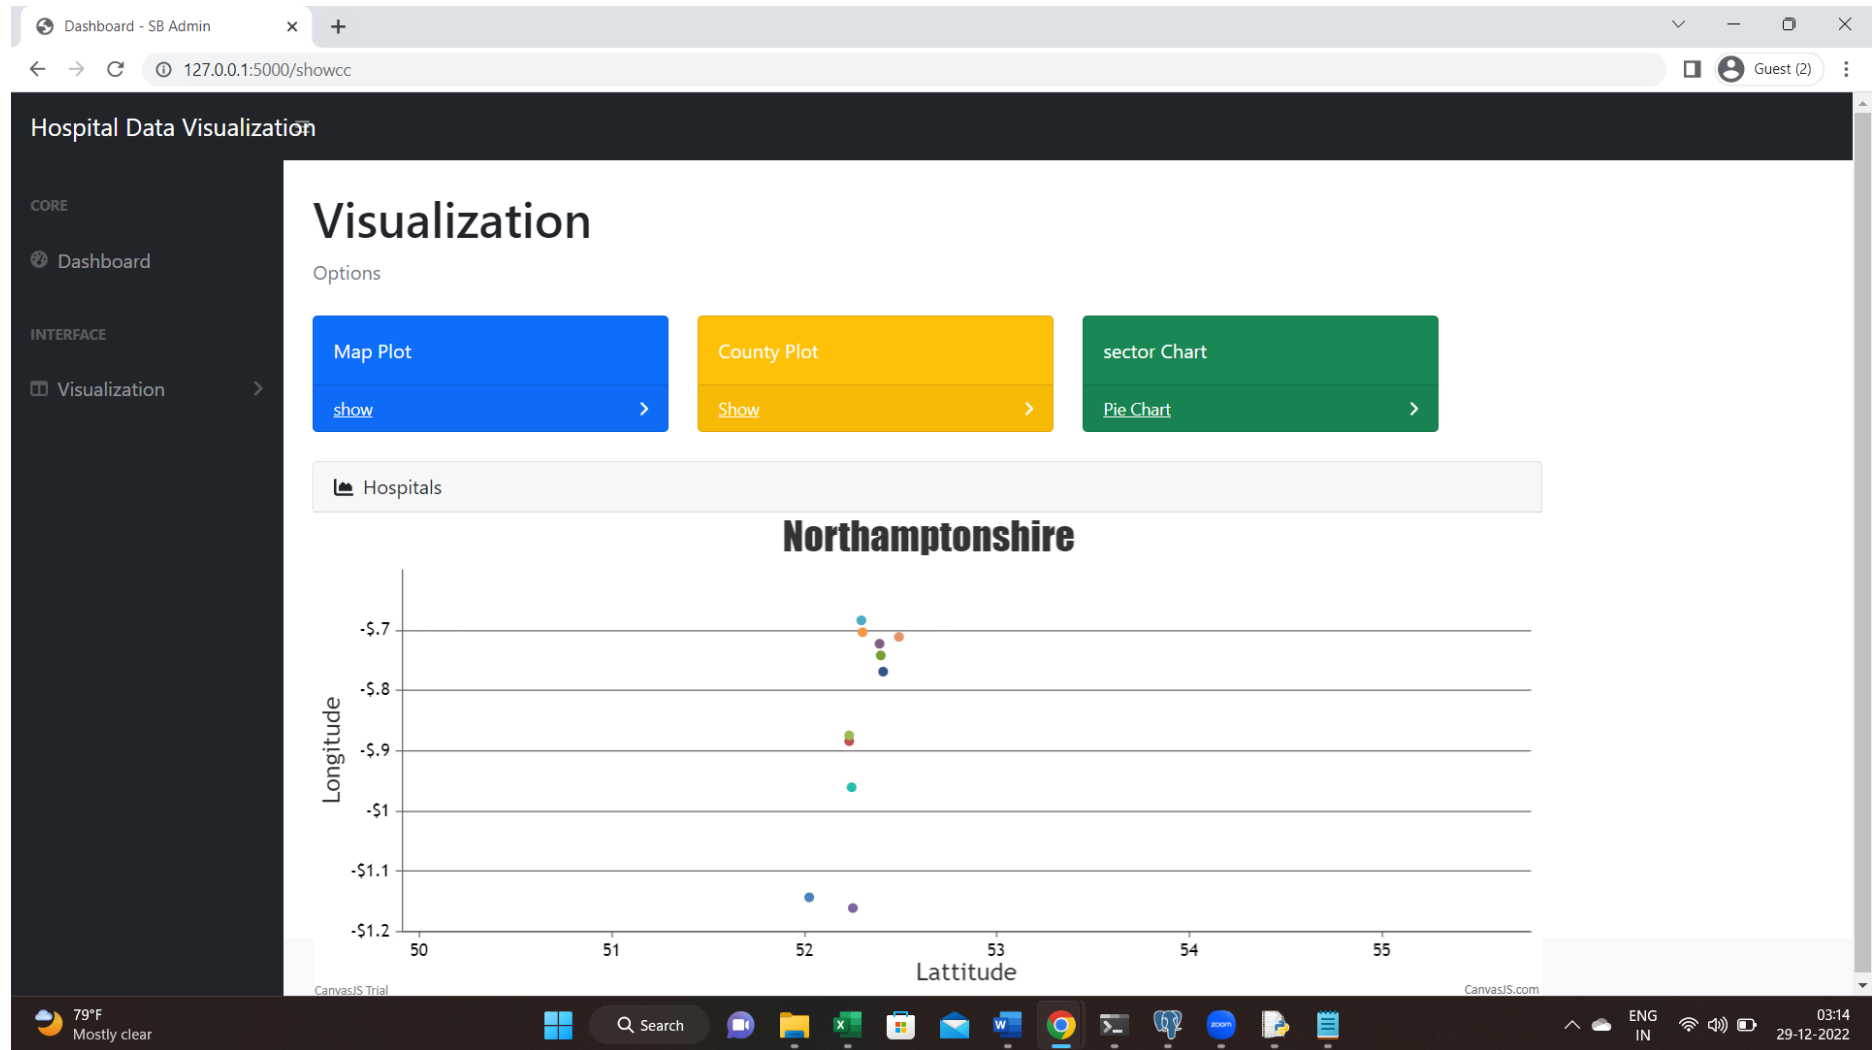 Dashboard - SB Admin
127.0.0.1:5000/showcc
Guest (2)
Hospital Data Visualization
CORE
Dashboard
INTERFACE
Visualization
Visualization
Options
Map Plot
show
County Plot
Show
sector Chart
Pie Chart
Hospitals
Northamptonshire
Longitude
-$.7
-$.8
-$.9
-$1
-$1.1
-$1.2
50 51 52 53 54 55
Lattitude
CanvasJS Trial
CanvasJS.com
79°F
Mostly clear
Search
zoom
ENG
IN
03:14
29-12-2022